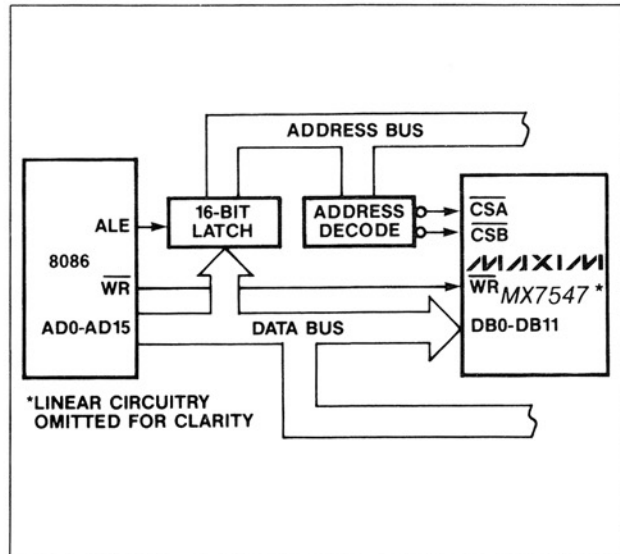 ADDRESS BUS
ALE
16-BIT
LATCH
ADDRESS
DECODE
CSA
CSB
8086
MAXIM
WR
WR
MX7547 *
AD0-AD15
DATA BUS
DB0-DB11
*LINEAR CIRCUITRY
OMITTED FOR CLARITY